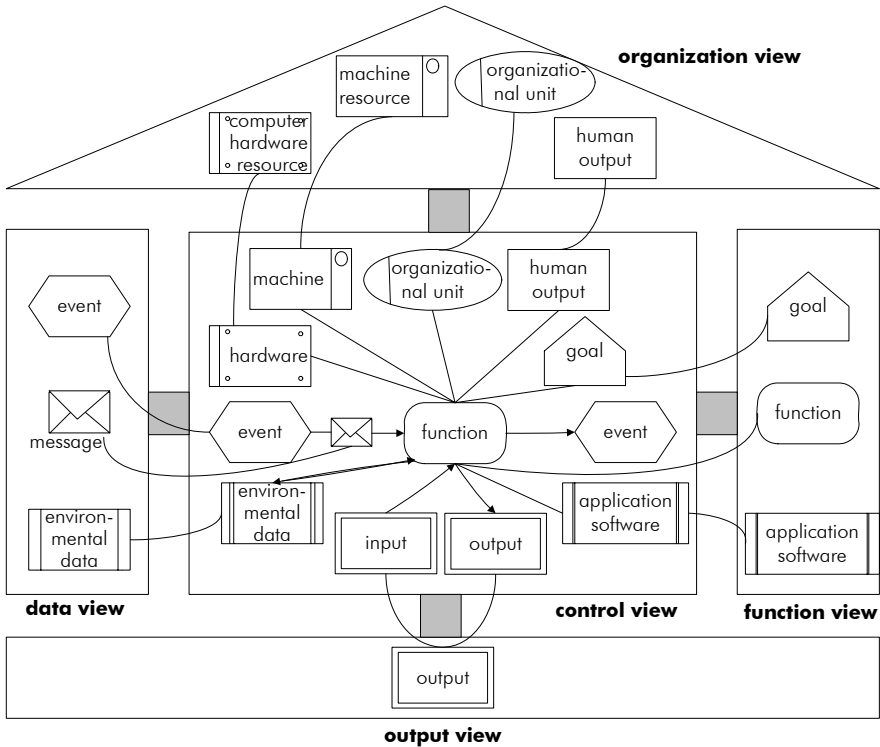 organization view
machine
resource
organizatio-
nal unit
computer
hardware
resource
human
output
event
message
environ-
mental
data
data view
machine
organizatio-
nal unit
human
output
hardware
goal
event
function
event
environ-
mental
data
input
output
application
software
control view
goal
function
application
software
function view
output
output view